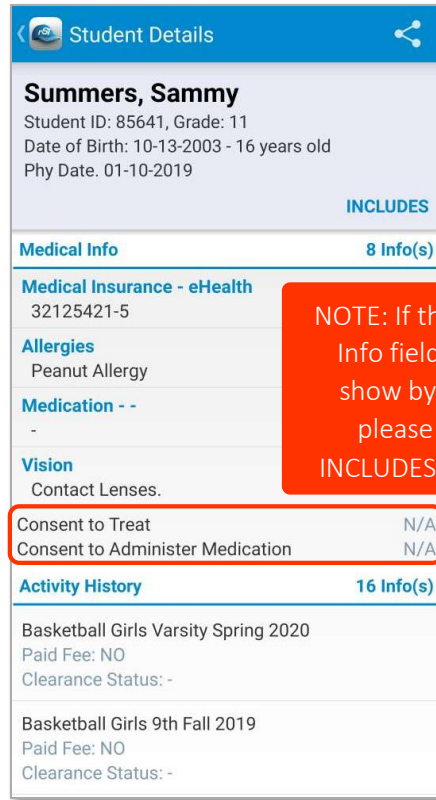 rSt
Student Details
Summers, Sammy
Student ID: 85641, Grade: 11
Date of Birth: 10-13-2003 - 16 years old
Phy Date. 01-10-2019
INCLUDES
Medical Info 8 Info(s)
Medical Insurance - eHealth
32125421-5
Allergies
Peanut Allergy
Medication - -
-
Vision
Contact Lenses.
NOTE: If th
Info field
show by
please
INCLUDES
Consent to Treat N/A
Consent to Administer Medication N/A
Activity History 16 Info(s)
Basketball Girls Varsity Spring 2020
Paid Fee: NO
Clearance Status: -
Basketball Girls 9th Fall 2019
Paid Fee: NO
Clearance Status: -